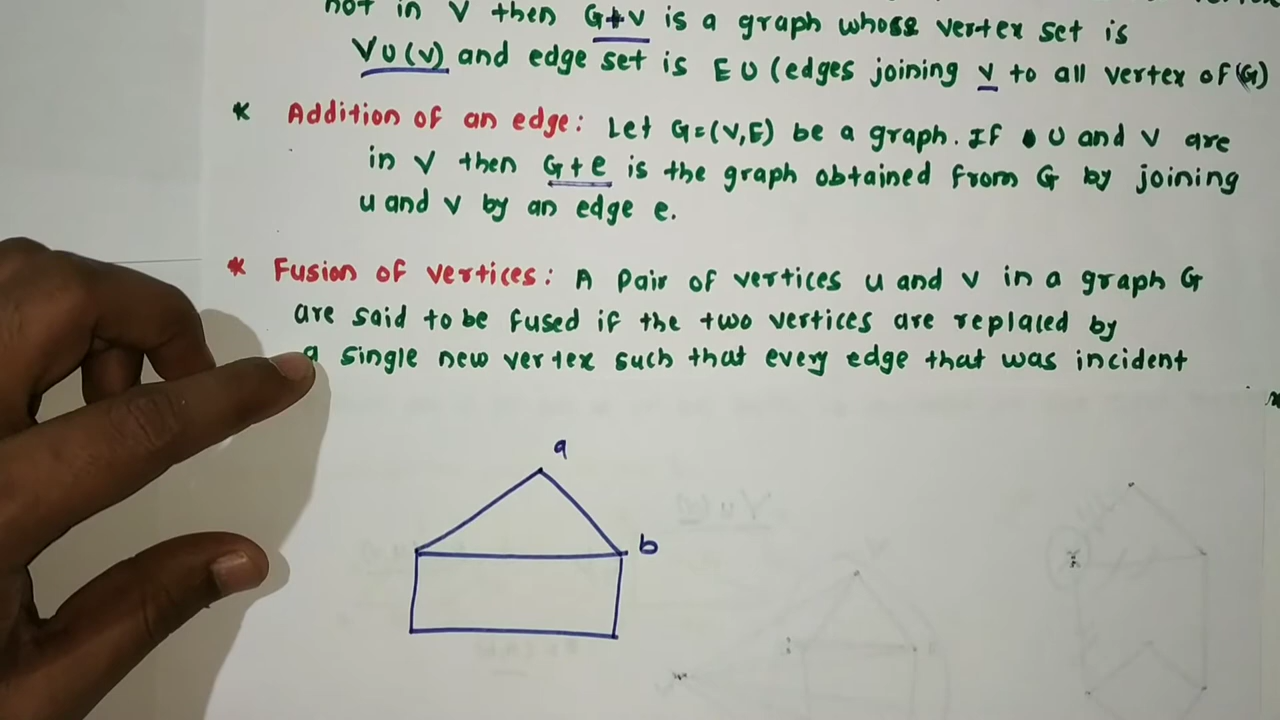 not in V then G+v is a graph whose vertex set is
VU(v) and edge set is EU(edges joining v to all vertex of (G)
* Addition of an edge: Let G=(V,E) be a graph. If U and V are
in V then G+e is the graph obtained from G by joining
u and v by an edge e.
* Fusion of vertices: A Pair of vertices u and v in a graph G
are said to be fused if the two vertices are replaced by
a single new vertex such that every edge that was incident
a
b